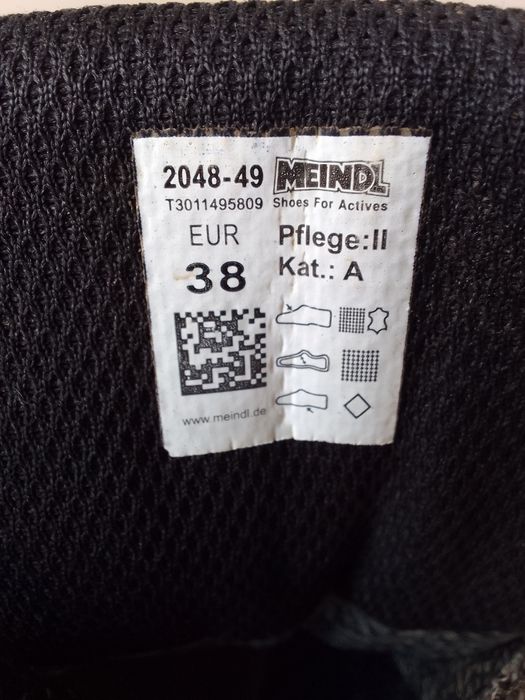 2048-49 MEINDL
T3011495809 Shoes For Actives
EUR Pflege:II
38 Kat.: A
www.meindl.de